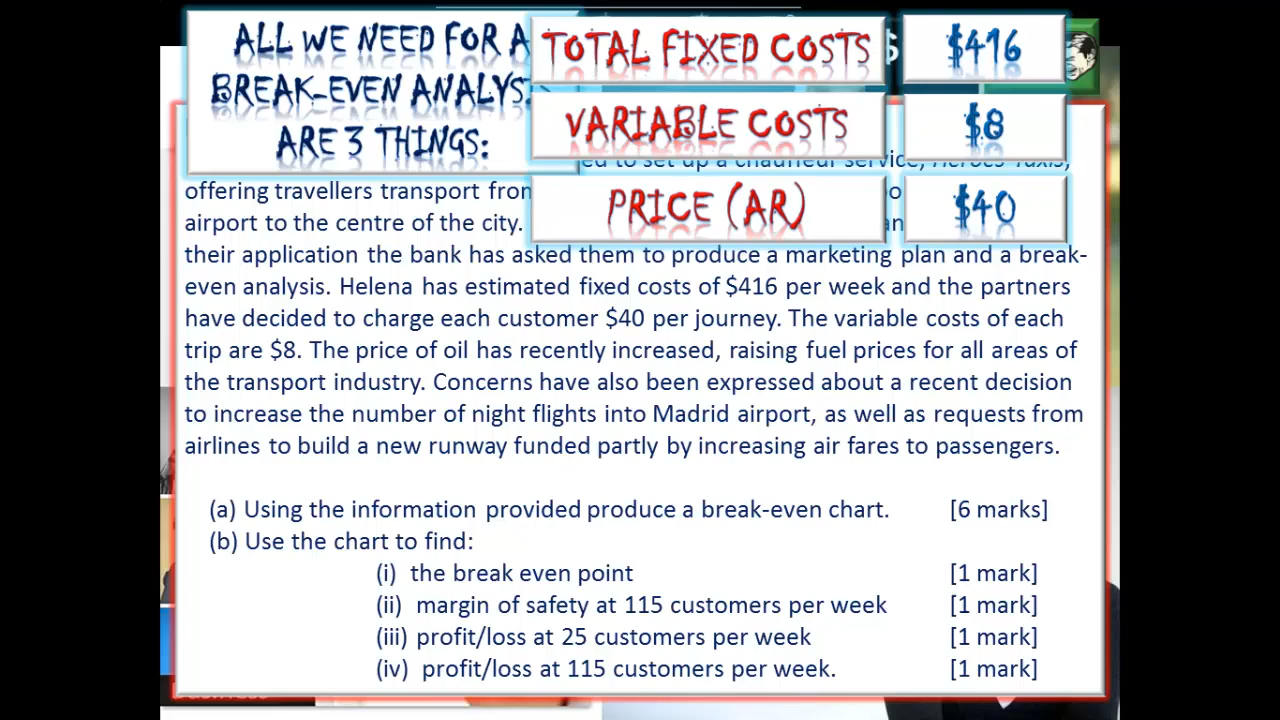 ALL WE NEED FOR A
BREAK-EVEN ANALYS
ARE 3 THINGS:
TOTAL FIXED COSTS $416
VARIABLE COSTS $8
PRICE (AR) $40
to set up a chauffeur service, Heroes Taxis,
offering travellers transport from
airport to the centre of the city.
their application the bank has asked them to produce a marketing plan and a break-
even analysis. Helena has estimated fixed costs of $416 per week and the partners
have decided to charge each customer $40 per journey. The variable costs of each
trip are $8. The price of oil has recently increased, raising fuel prices for all areas of
the transport industry. Concerns have also been expressed about a recent decision
to increase the number of night flights into Madrid airport, as well as requests from
airlines to build a new runway funded partly by increasing air fares to passengers.
(a) Using the information provided produce a break-even chart. [6 marks]
(b) Use the chart to find:
(i) the break even point [1 mark]
(ii) margin of safety at 115 customers per week [1 mark]
(iii) profit/loss at 25 customers per week [1 mark]
(iv) profit/loss at 115 customers per week. [1 mark]